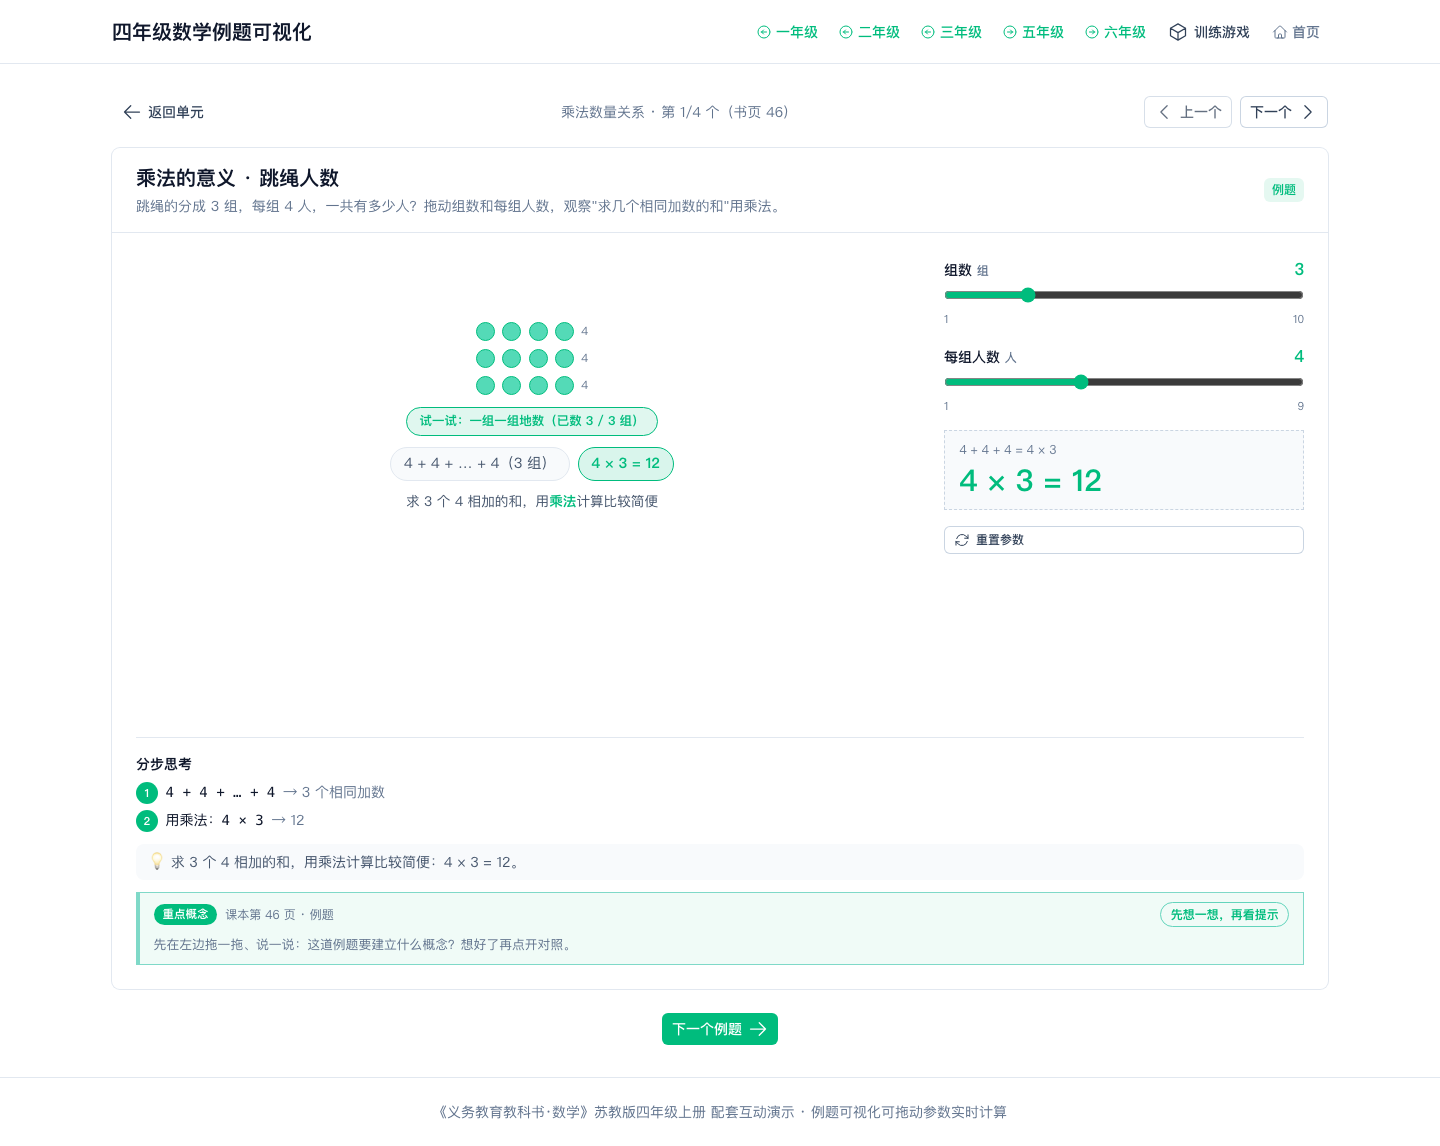 四年级数学例题可视化
一年级 二年级 三年级 五年级 六年级 训练游戏 首页
返回单元
乘法数量关系 · 第 1/4 个（书页 46）
上一个 下一个
乘法的意义 · 跳绳人数
跳绳的分成 3 组，每组 4 人，一共有多少人？拖动组数和每组人数，观察"求几个相同加数的和"用乘法。
例题
4
4
4
试一试：一组一组地数（已数 3 / 3 组）
4 + 4 + … + 4（3 组） 4 × 3 = 12
求 3 个 4 相加的和，用乘法计算比较简便
组数 组 3
1 10
每组人数 人 4
1 9
4 + 4 + 4 = 4 × 3
4 × 3 = 12
重置参数
分步思考
1 4 + 4 + … + 4 → 3 个相同加数
2 用乘法：4 × 3 → 12
💡 求 3 个 4 相加的和，用乘法计算比较简便：4 × 3 = 12。
重点概念 课本第 46 页 · 例题 先想一想，再看提示
先在左边拖一拖、说一说：这道例题要建立什么概念？想好了再点开对照。
下一个例题 →
《义务教育教科书·数学》苏教版四年级上册 配套互动演示 · 例题可视化可拖动参数实时计算